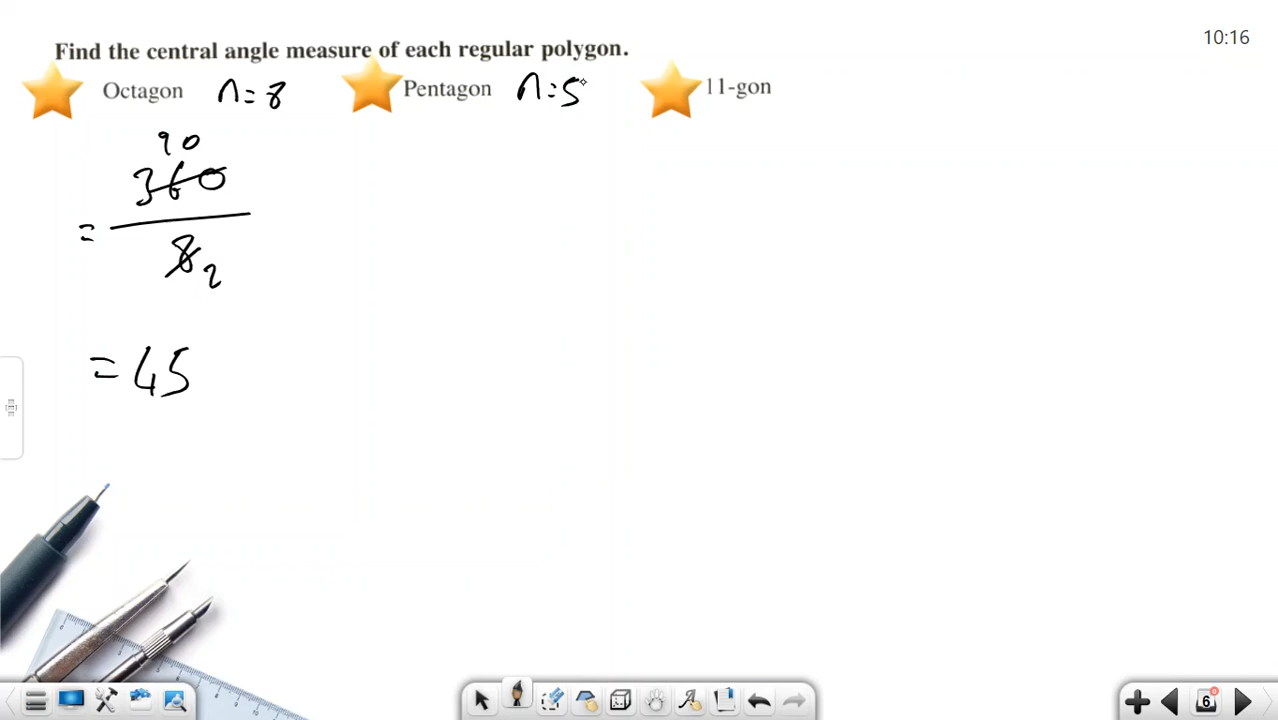 Find the central angle measure of each regular polygon.
10:16
Octagon n=8
90
360
=
8 2
= 45
Pentagon n=5
11-gon
6